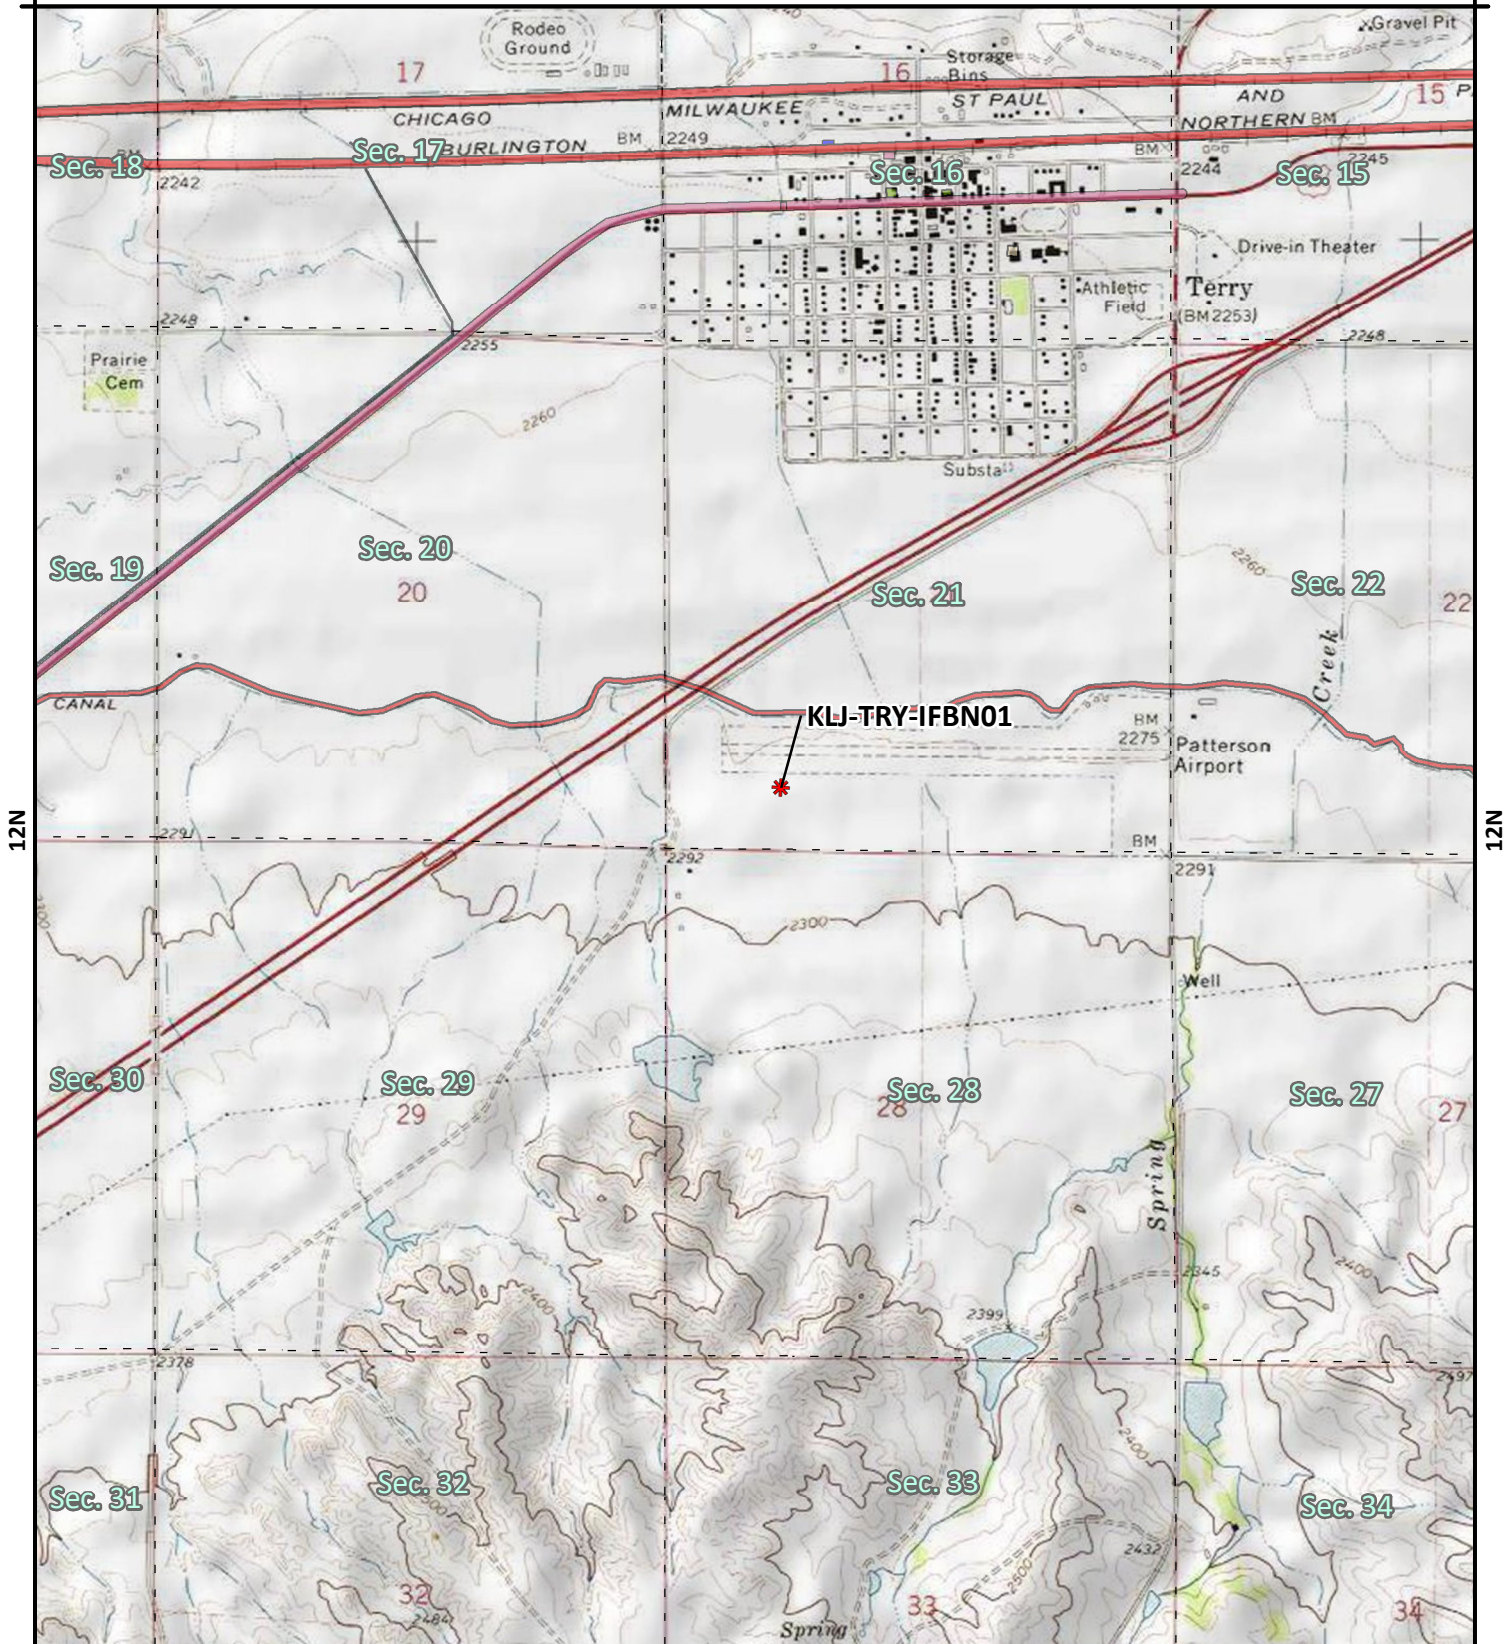 Rodeo
Ground
Gravel Pit
17
16
Storage
Bins
15
CHICAGO
MILWAUKEE
ST PAUL
AND
P
BURLINGTON
BM
2249
NORTHERN
BM
BM
Sec. 18
2242
Sec. 17
Sec. 16
2244
Sec. 15
2245
Drive-in Theater
Athletic
Field
Terry
(BM 2253)
2248
2255
2248
Prairie
Cem
2260
Substa
Sec. 19
Sec. 20
20
Sec. 21
2260
Sec. 22
22
CANAL
Creek
KLJ-TRY-IFBN01
BM
2275
Patterson
Airport
12N
12N
2291
2292
BM
2291
2300
2300
Well
Sec. 30
Sec. 29
29
Sec. 28
28
Sec. 27
27
Spring
2345
2400
2400
2399
2378
2497
2400
Sec. 31
Sec. 32
2500
Sec. 33
Sec. 34
2432
2500
32
2484
33
34
Spring